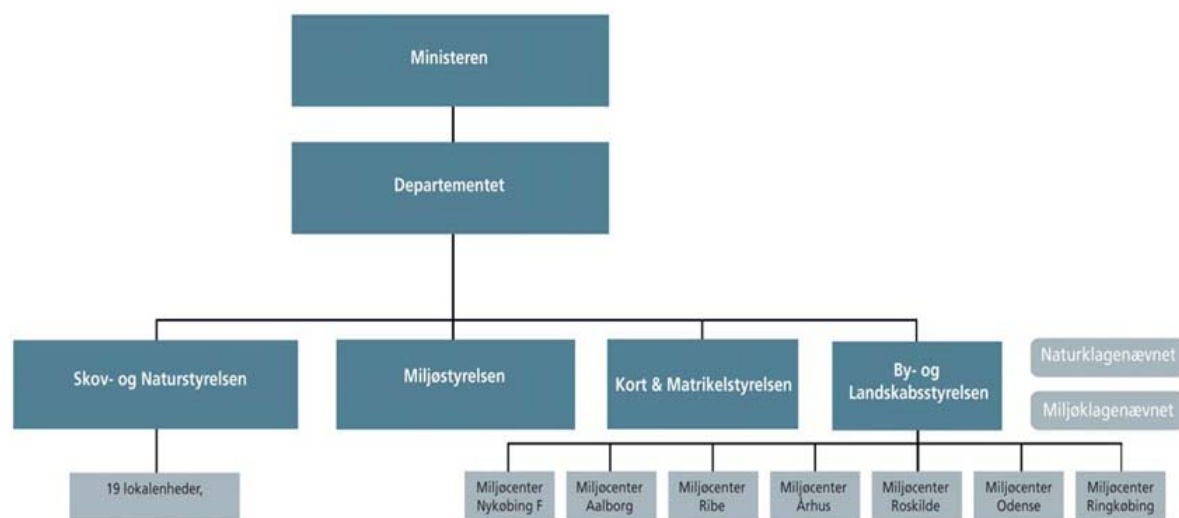 Ministeren
Departementet
Skov- og Naturstyrelsen
Miljøstyrelsen
Kort & Matrikelstyrelsen
By- og
Landskabsstyrelsen
Naturklagenævnet
Miljøklagenævnet
19 lokalenheder,
Miljøcenter
Nykøbing F
Miljøcenter
Aalborg
Miljøcenter
Ribe
Miljøcenter
Århus
Miljøcenter
Roskilde
Miljøcenter
Odense
Miljøcenter
Ringkøbing